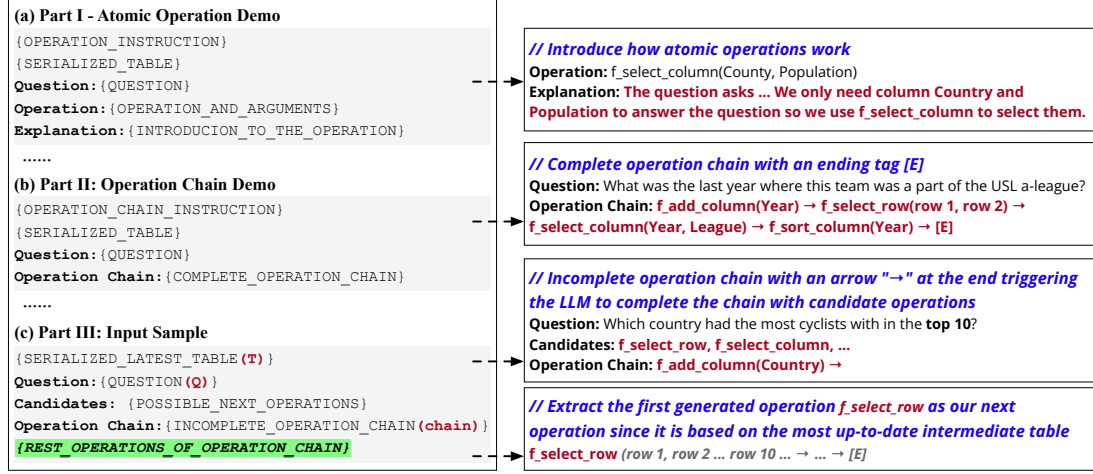 (a) Part I - Atomic Operation Demo
{OPERATION_INSTRUCTION}
{SERIALIZED_TABLE}
Question:{QUESTION}
Operation:{OPERATION_AND_ARGUMENTS}
Explanation:{INTRODUCION_TO_THE_OPERATION}
......
(b) Part II: Operation Chain Demo
{OPERATION_CHAIN_INSTRUCTION}
{SERIALIZED_TABLE}
Question:{QUESTION}
Operation Chain:{COMPLETE_OPERATION_CHAIN}
......
(c) Part III: Input Sample
{SERIALIZED_LATEST_TABLE(T)}
Question:{QUESTION(Q)}
Candidates: {POSSIBLE_NEXT_OPERATIONS}
Operation Chain:{INCOMPLETE_OPERATION_CHAIN(chain)}
{REST_OPERATIONS_OF_OPERATION_CHAIN}
// Introduce how atomic operations work
Operation: f_select_column(County, Population)
Explanation: The question asks ... We only need column Country and
Population to answer the question so we use f_select_column to select them.
// Complete operation chain with an ending tag [E]
Question: What was the last year where this team was a part of the USL a-league?
Operation Chain: f_add_column(Year) → f_select_row(row 1, row 2) →
f_select_column(Year, League) → f_sort_column(Year) → [E]
// Incomplete operation chain with an arrow "→" at the end triggering
the LLM to complete the chain with candidate operations
Question: Which country had the most cyclists with in the top 10?
Candidates: f_select_row, f_select_column, ...
Operation Chain: f_add_column(Country) →
// Extract the first generated operation f_select_row as our next
operation since it is based on the most up-to-date intermediate table
f_select_row (row 1, row 2 ... row 10 ... → ... → [E]